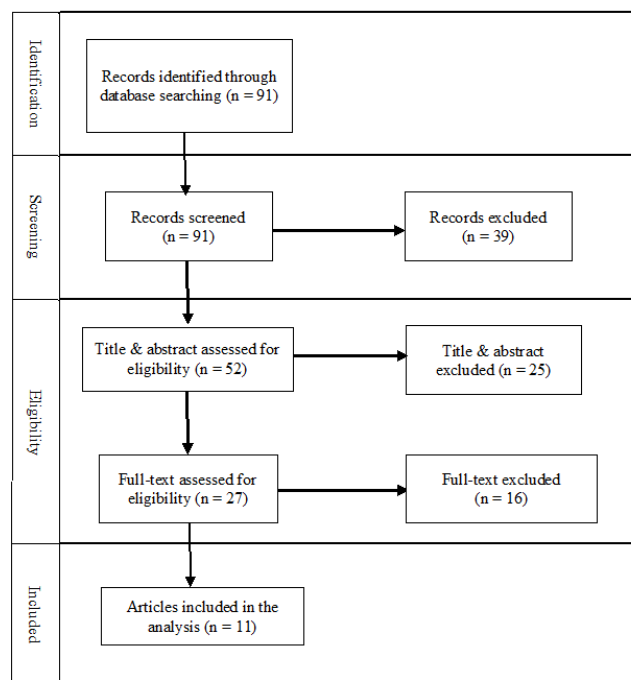 Identification
Records identified through
database searching (n = 91)
Screening
Records screened
(n = 91)
Records excluded
(n = 39)
Eligibility
Title & abstract assessed for
eligibility (n = 52)
Title & abstract
excluded (n = 25)
Full-text assessed for
eligibility (n = 27)
Full-text excluded
(n = 16)
Included
Articles included in the
analysis (n = 11)